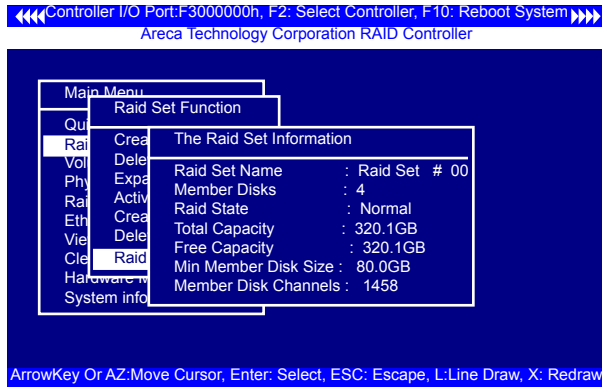 Controller I/O Port:F3000000h, F2: Select Controller, F10: Reboot System
Areca Technology Corporation RAID Controller
Main Menu
Raid Set Function
The Raid Set Information
Qui
Rai
Vol
Phy
Rai
Eth
Vie
Cle
Hardware M
System info
Crea
Dele
Expa
Activ
Crea
Dele
Raid
Raid Set Name : Raid Set # 00
Member Disks : 4
Raid State : Normal
Total Capacity : 320.1GB
Free Capacity : 320.1GB
Min Member Disk Size : 80.0GB
Member Disk Channels : 1458
ArrowKey Or AZ:Move Cursor, Enter: Select, ESC: Escape, L:Line Draw, X: Redraw